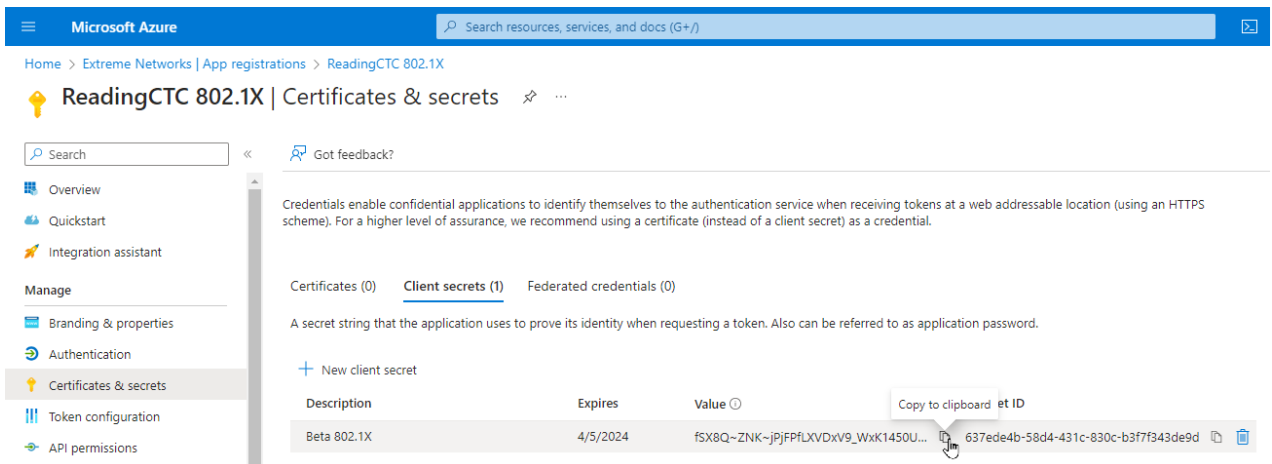 Microsoft Azure
Search resources, services, and docs (G+/)
Home > Extreme Networks | App registrations > ReadingCTC 802.1X
ReadingCTC 802.1X | Certificates & secrets
Search
Got feedback?
Overview
Quickstart
Integration assistant
Manage
Branding & properties
Authentication
Certificates & secrets
Token configuration
API permissions
Credentials enable confidential applications to identify themselves to the authentication service when receiving tokens at a web addressable location (using an HTTPS
scheme). For a higher level of assurance, we recommend using a certificate (instead of a client secret) as a credential.
Certificates (0) Client secrets (1) Federated credentials (0)
A secret string that the application uses to prove its identity when requesting a token. Also can be referred to as application password.
New client secret
Copy to clipboard
Description Expires Value et ID
Beta 802.1X 4/5/2024 fSX8Q~ZNK~jPjFPfLXVDxV9_WxK1450U... 637ede4b-58d4-431c-830c-b3f7f343de9d